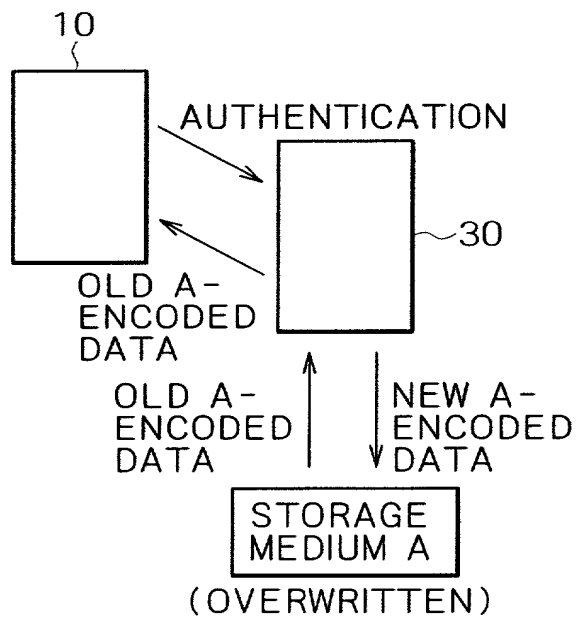 10
AUTHENTICATION
30
OLD A-
ENCODED
DATA
OLD A-
ENCODED
DATA
NEW A-
ENCODED
DATA
STORAGE
MEDIUM A
(OVERWRITTEN)